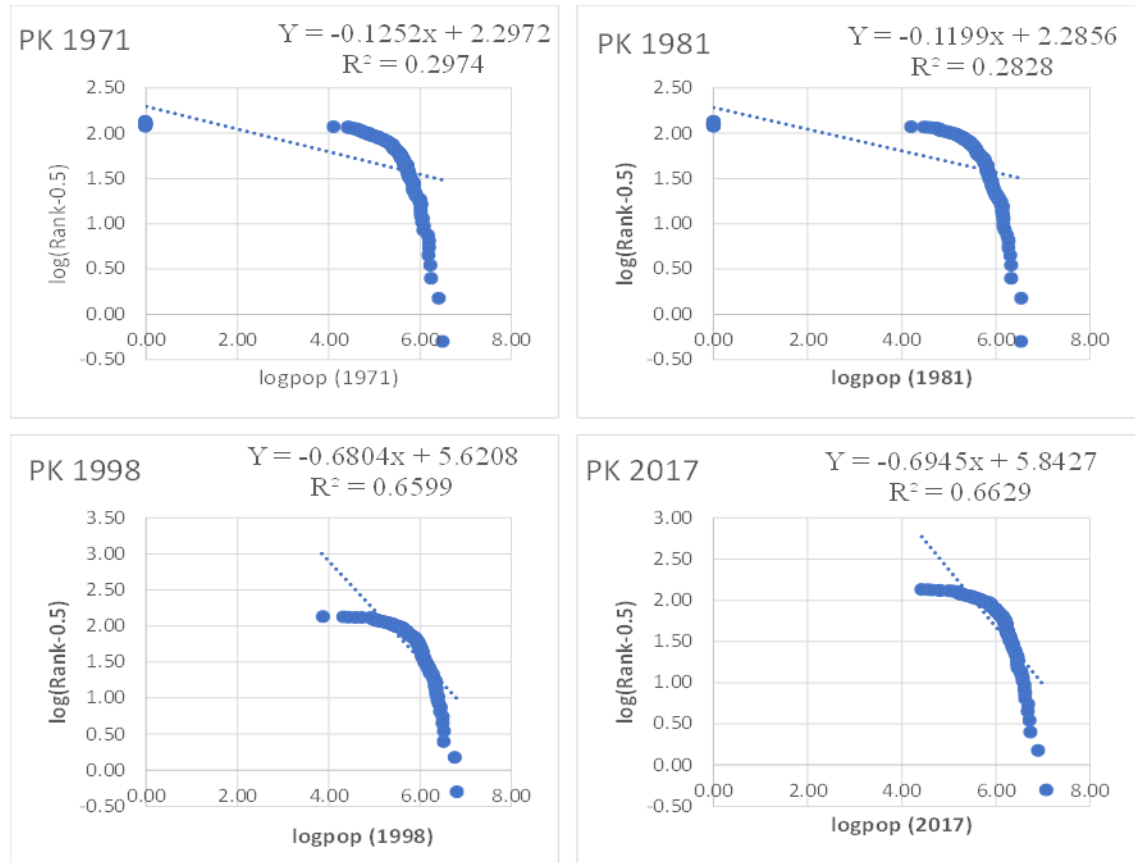 PK 1971
Y = -0.1252x + 2.2972
R² = 0.2974
2.50
2.00
1.50
1.00
0.50
0.00
-0.50
0.00 2.00 4.00 6.00 8.00
log(Rank-0.5)
logpop (1971)
PK 1981
Y = -0.1199x + 2.2856
R² = 0.2828
2.50
2.00
1.50
1.00
0.50
0.00
-0.50
0.00 2.00 4.00 6.00 8.00
log(Rank-0.5)
logpop (1981)
PK 1998
Y = -0.6804x + 5.6208
R² = 0.6599
3.50
3.00
2.50
2.00
1.50
1.00
0.50
0.00
-0.50
0.00 2.00 4.00 6.00 8.00
log(Rank-0.5)
logpop (1998)
PK 2017
Y = -0.6945x + 5.8427
R² = 0.6629
3.00
2.50
2.00
1.50
1.00
0.50
0.00
-0.50
0.00 2.00 4.00 6.00 8.00
log(Rank-0.5)
logpop (2017)